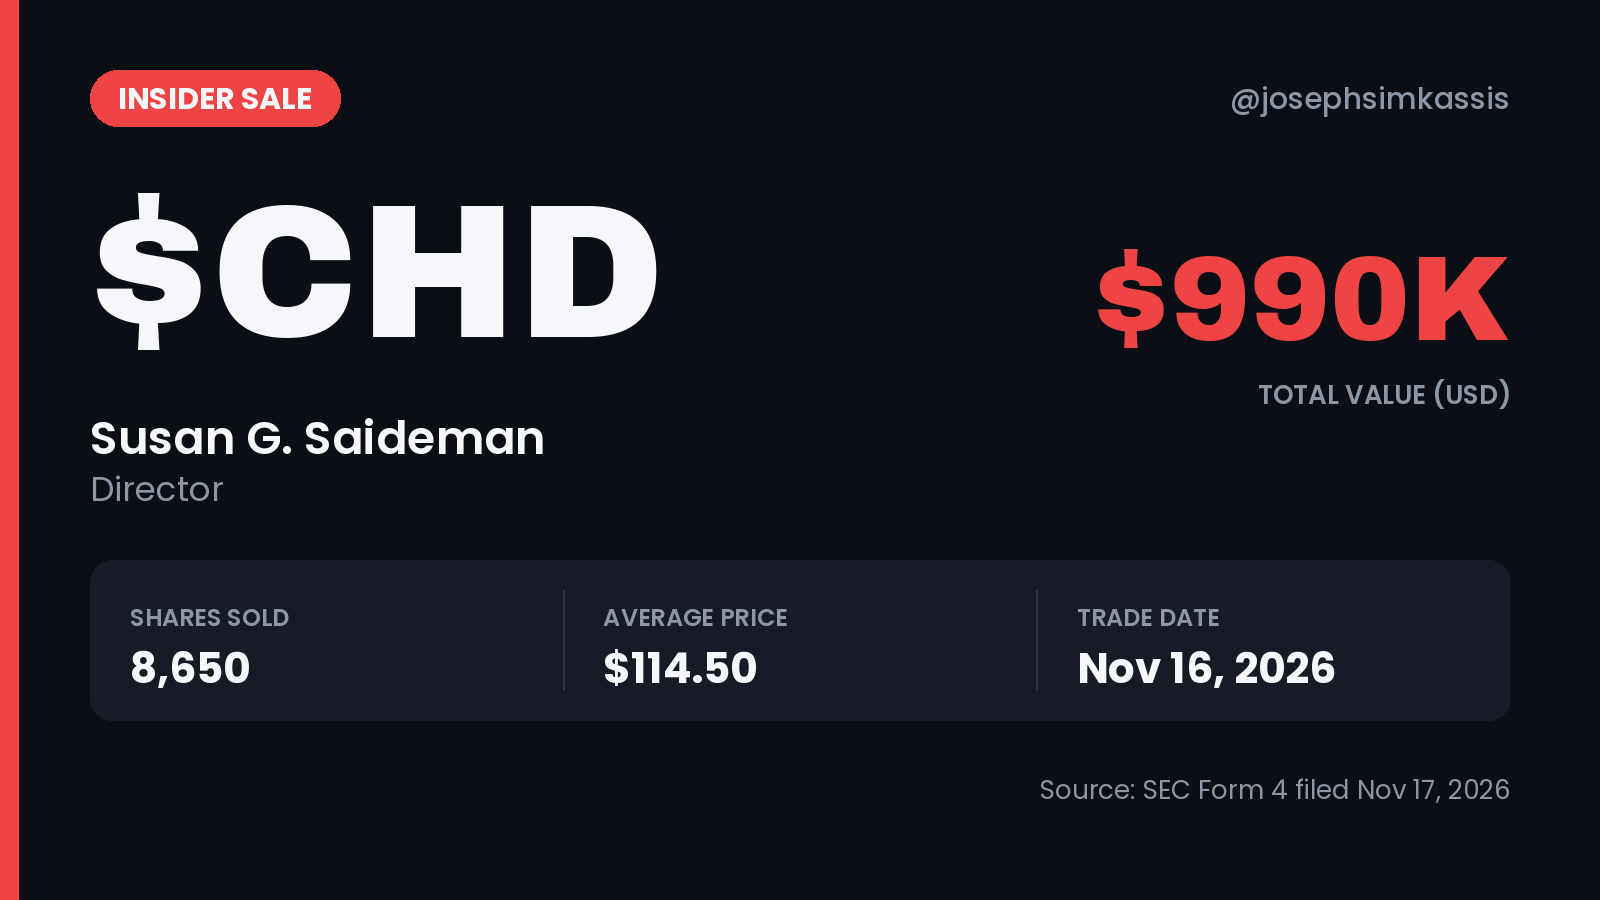 INSIDER SALE
@josephsimkassis
$CHD
$990K
TOTAL VALUE (USD)
Susan G. Saideman
Director
SHARES SOLD
8,650
AVERAGE PRICE
$114.50
TRADE DATE
Nov 16, 2026
Source: SEC Form 4 filed Nov 17, 2026